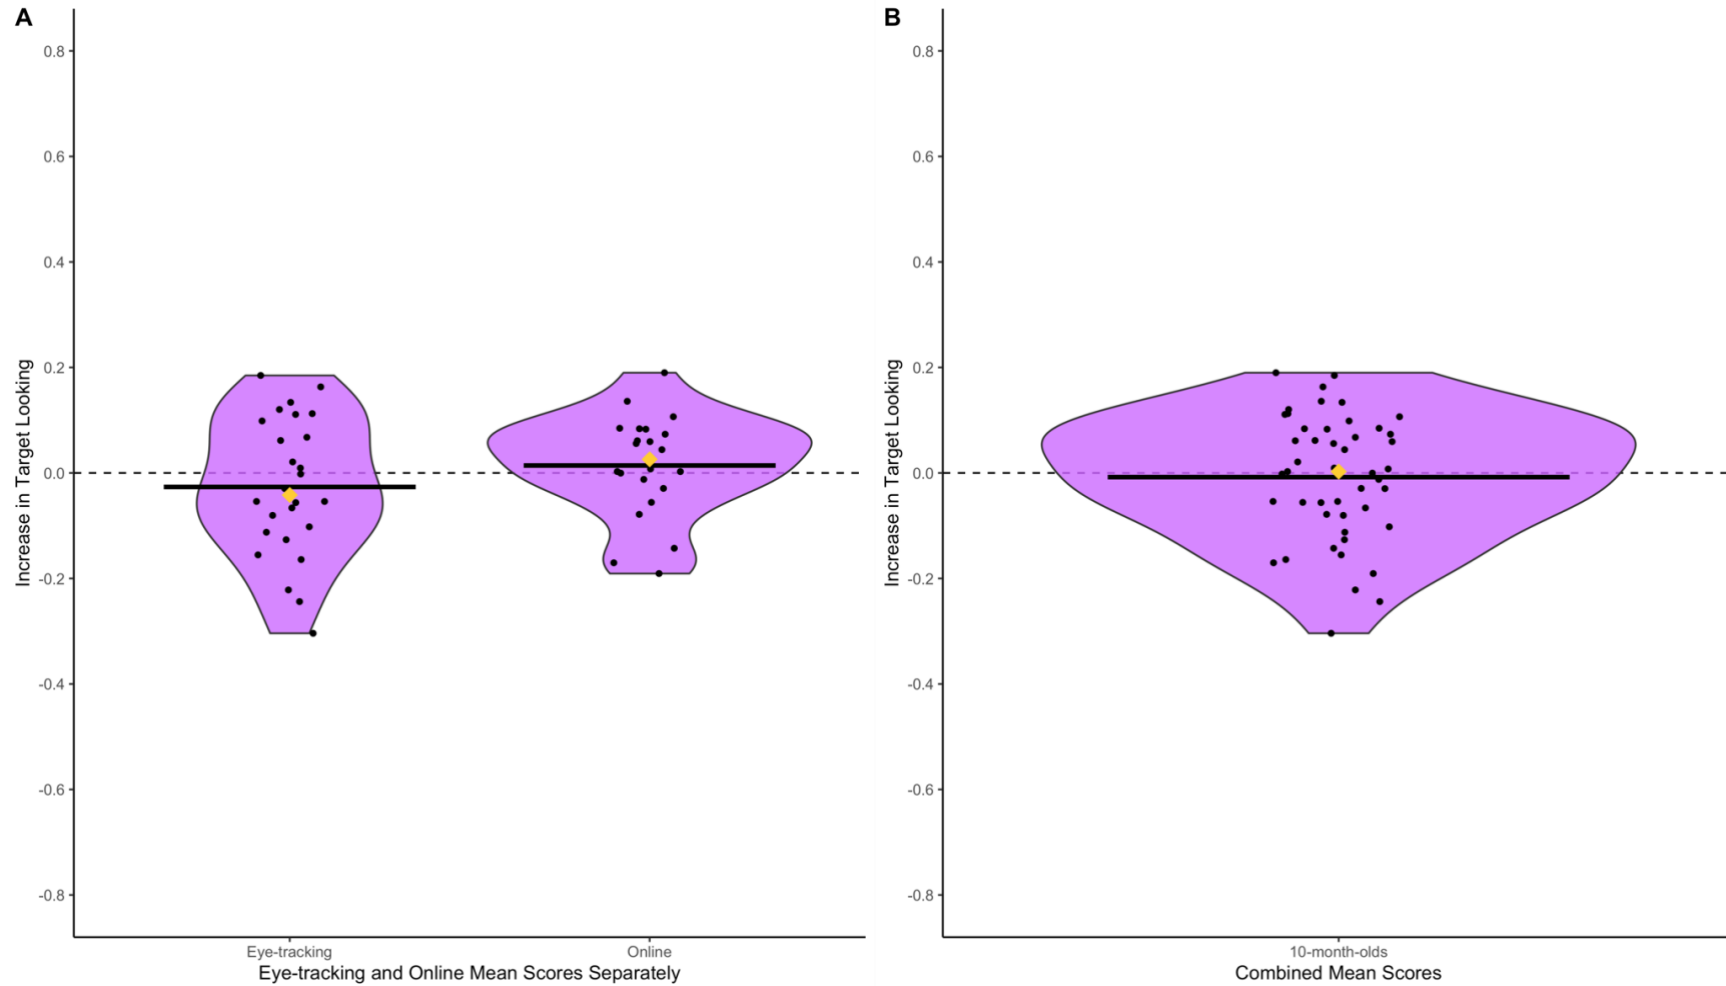 A
Increase in Target Looking
0.8
0.6
0.4
0.2
0.0
-0.2
-0.4
-0.6
-0.8
Eye-tracking
Online
Eye-tracking and Online Mean Scores Separately
B
Increase in Target Looking
0.8
0.6
0.4
0.2
0.0
-0.2
-0.4
-0.6
-0.8
10-month-olds
Combined Mean Scores